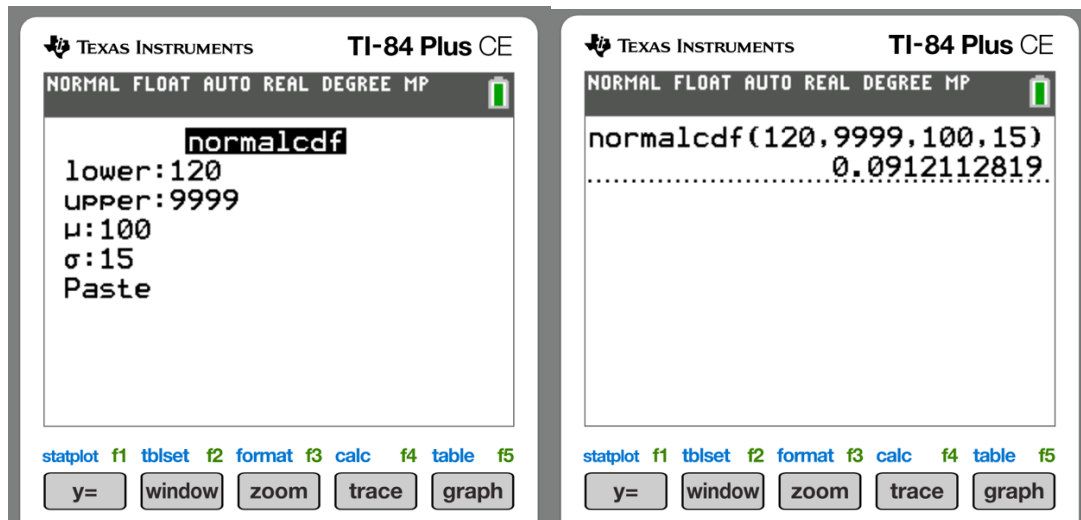 TEXAS INSTRUMENTS TI-84 Plus CE
NORMAL FLOAT AUTO REAL DEGREE MP
normalcdf
lower:120
upper:9999
μ:100
σ:15
Paste
statplot f1 tblset f2 format f3 calc f4 table f5
y= window zoom trace graph
TEXAS INSTRUMENTS TI-84 Plus CE
NORMAL FLOAT AUTO REAL DEGREE MP
normalcdf(120,9999,100,15)
0.0912112819
statplot f1 tblset f2 format f3 calc f4 table f5
y= window zoom trace graph